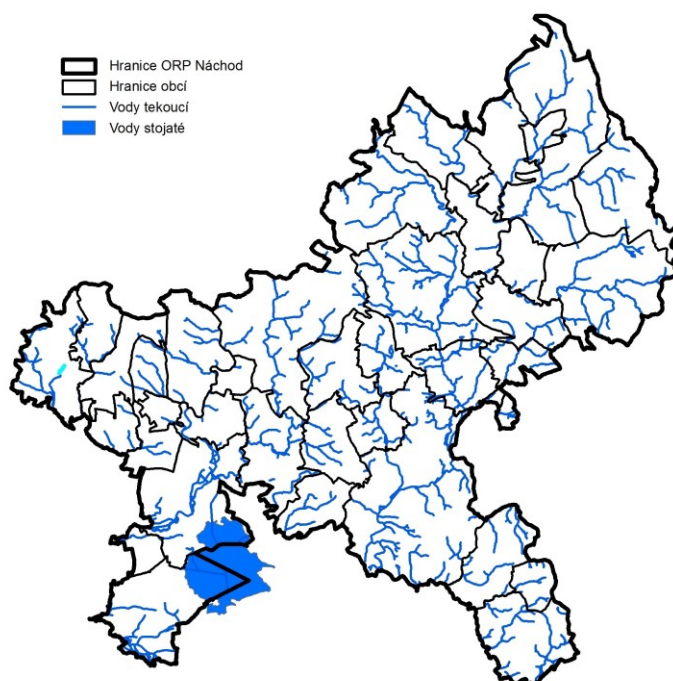 Hranice ORP Náchod
Hranice obcí
Vody tekoucí
Vody stojaté